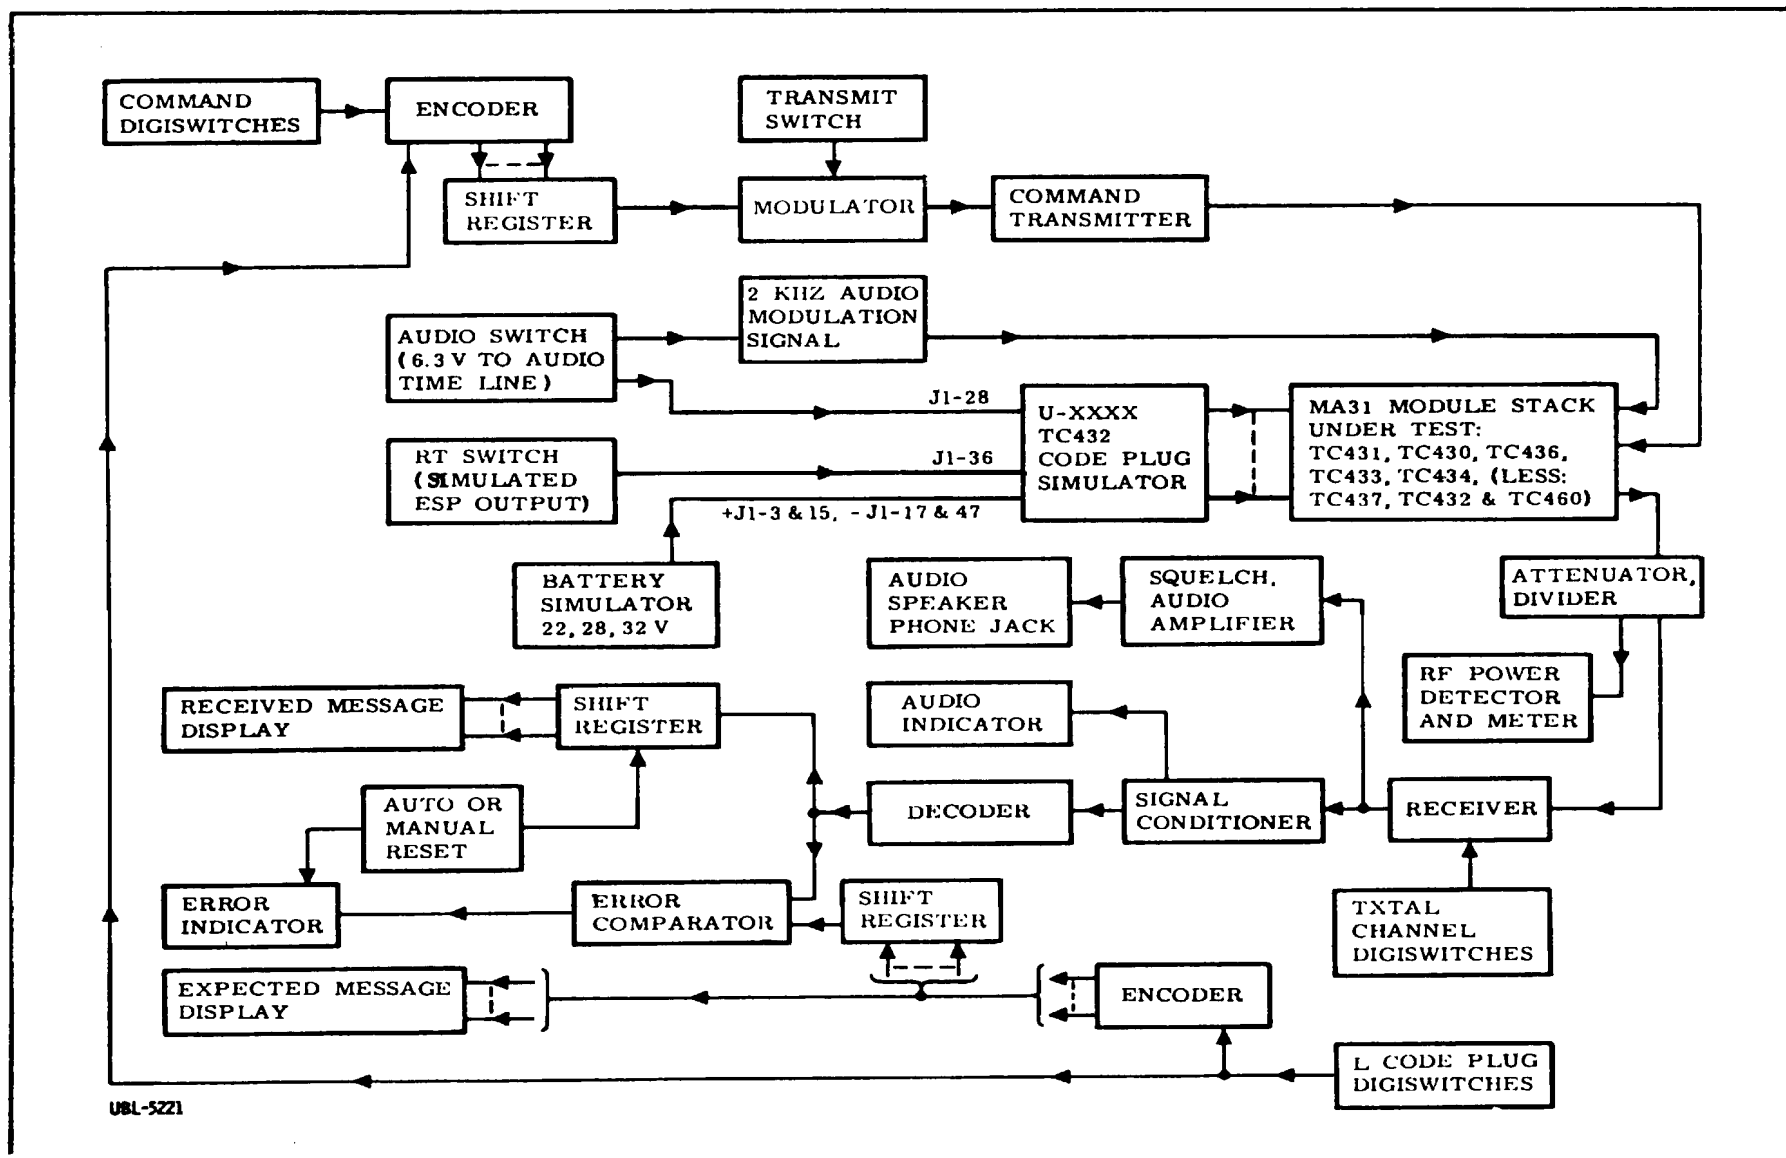 COMMAND
DIGISWITCHES
ENCODER
TRANSMIT
SWITCH
SHIFT
REGISTER
MODULATOR
COMMAND
TRANSMITTER
2 KHZ AUDIO
MODULATION
SIGNAL
AUDIO SWITCH
(6.3 V TO AUDIO
TIME LINE)
J1-28
U-XXXX
TC432
CODE PLUG
SIMULATOR
MA31 MODULE STACK
UNDER TEST:
TC431, TC430, TC436,
TC433, TC434, (LESS:
TC437, TC432 & TC460)
RT SWITCH
(SIMULATED
ESP OUTPUT)
J1-36
+J1-3 & 15, - J1-17 & 47
BATTERY
SIMULATOR
22, 28, 32 V
AUDIO
SPEAKER
PHONE JACK
SQUELCH,
AUDIO
AMPLIFIER
ATTENUATOR,
DIVIDER
RF POWER
DETECTOR
AND METER
RECEIVED MESSAGE
DISPLAY
SHIFT
REGISTER
AUDIO
INDICATOR
AUTO OR
MANUAL
RESET
DECODER
SIGNAL
CONDITIONER
RECEIVER
ERROR
INDICATOR
ERROR
COMPARATOR
SHIFT
REGISTER
TXTAL
CHANNEL
DIGISWITCHES
EXPECTED MESSAGE
DISPLAY
ENCODER
L CODE PLUG
DIGISWITCHES
UBL-5221